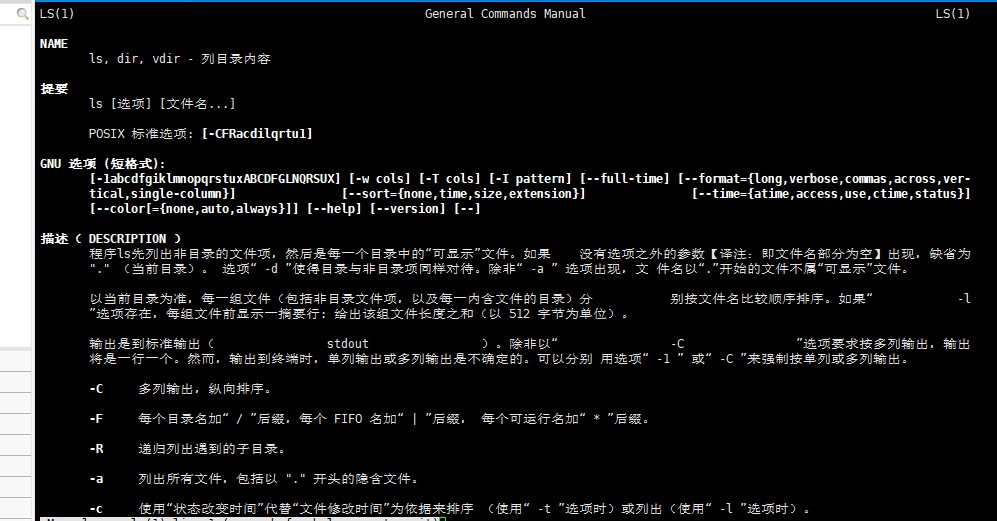 LS(1) General Commands Manual LS(1)
NAME
ls, dir, vdir - 列目录内容
提要
ls [选项] [文件名...]
POSIX 标准选项: [-CFRacdilqrtu1]
GNU 选项 (短格式):
[-1abcdfgiklmnopqrstuxABCDFGLNQRSUX] [-w cols] [-T cols] [-I pattern] [--full-time] [--format={long,verbose,commas,across,ver-
tical,single-column}] [--sort={none,time,size,extension}] [--time={atime,access,use,ctime,status}]
[--color[={none,auto,always}]] [--help] [--version] [--]
描述 ( DESCRIPTION )
程序ls先列出非目录的文件项, 然后是每一个目录中的“可显示”文件。如果 没有选项之外的参数【译注: 即文件名部分为空】出现, 缺省为
"." (当前目录)。 选项“ -d ”使得目录与非目录项同样对待。除非“ -a ” 选项出现, 文 件名以“.”开始的文件不属“可显示”文件。
以当前目录为准, 每一组文件 (包括非目录文件项, 以及每一内含文件的目录) 分 别按文件名比较顺序排序。如果“ -l
”选项存在, 每组文件前显示一摘要行: 给出该组文件长度之和 (以 512 字节为单位)。
输出是到标准输出 ( stdout )。除非以“ -C ”选项要求按多列输出, 输出
将是一行一个。然而, 输出到终端时, 单列输出或多列输出是不确定的。可以分别 用选项“ -1 ” 或“ -C ”来强制按单列或多列输出。
-C 多列输出, 纵向排序。
-F 每个目录名加“ / ”后缀, 每个 FIFO 名加“ | ”后缀, 每个可运行名加“ * ”后缀。
-R 递归列出遇到的子目录。
-a 列出所有文件, 包括以 "." 开头的隐含文件。
-c 使用“状态改变时间”代替“文件修改时间”为依据来排序 (使用“ -t ”选项时) 或列出 (使用“ -l ”选项时)。